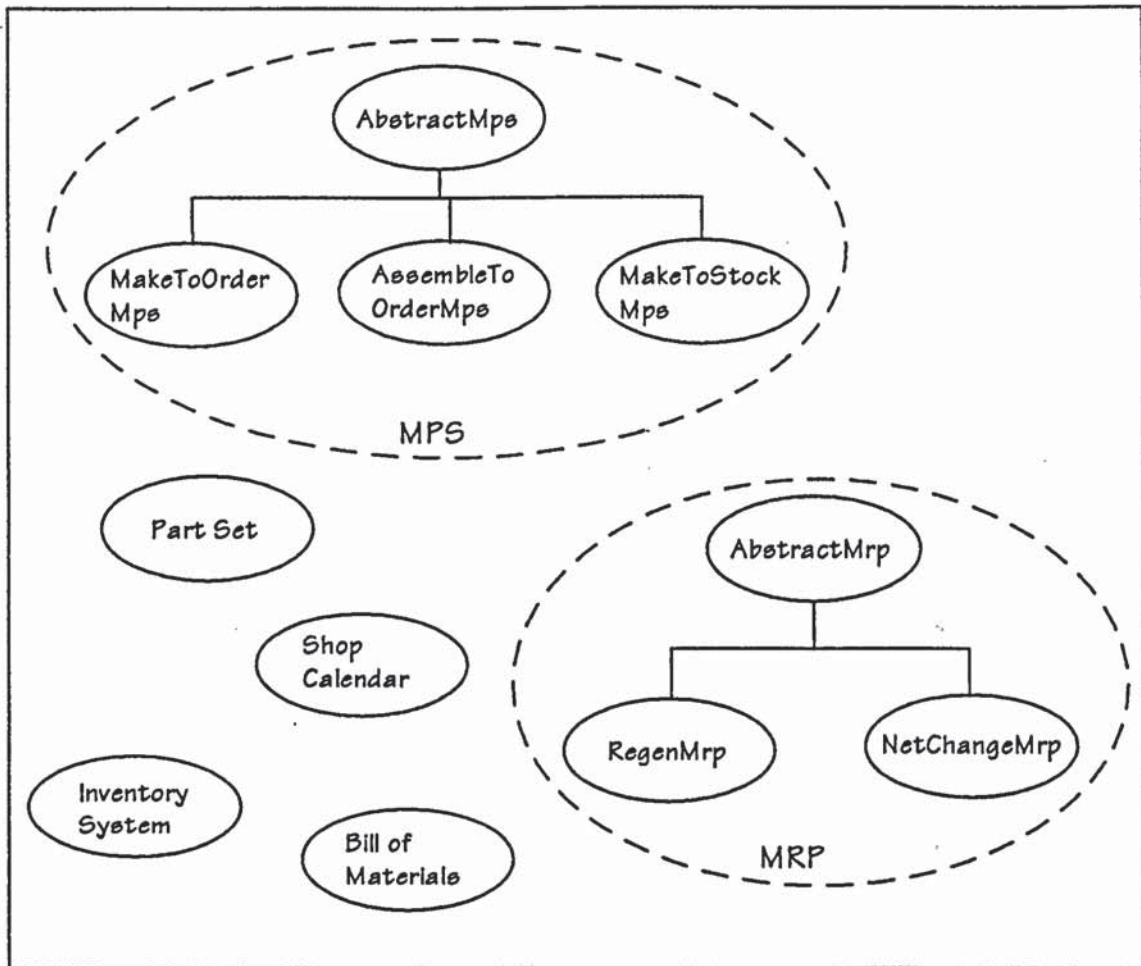 AbstractMps
MakeToOrder
Mps
AssembleTo
OrderMps
MakeToStock
Mps
MPS
Part Set
AbstractMrp
Shop
Calendar
RegenMrp
NetChangeMrp
Inventory
System
Bill of
Materials
MRP